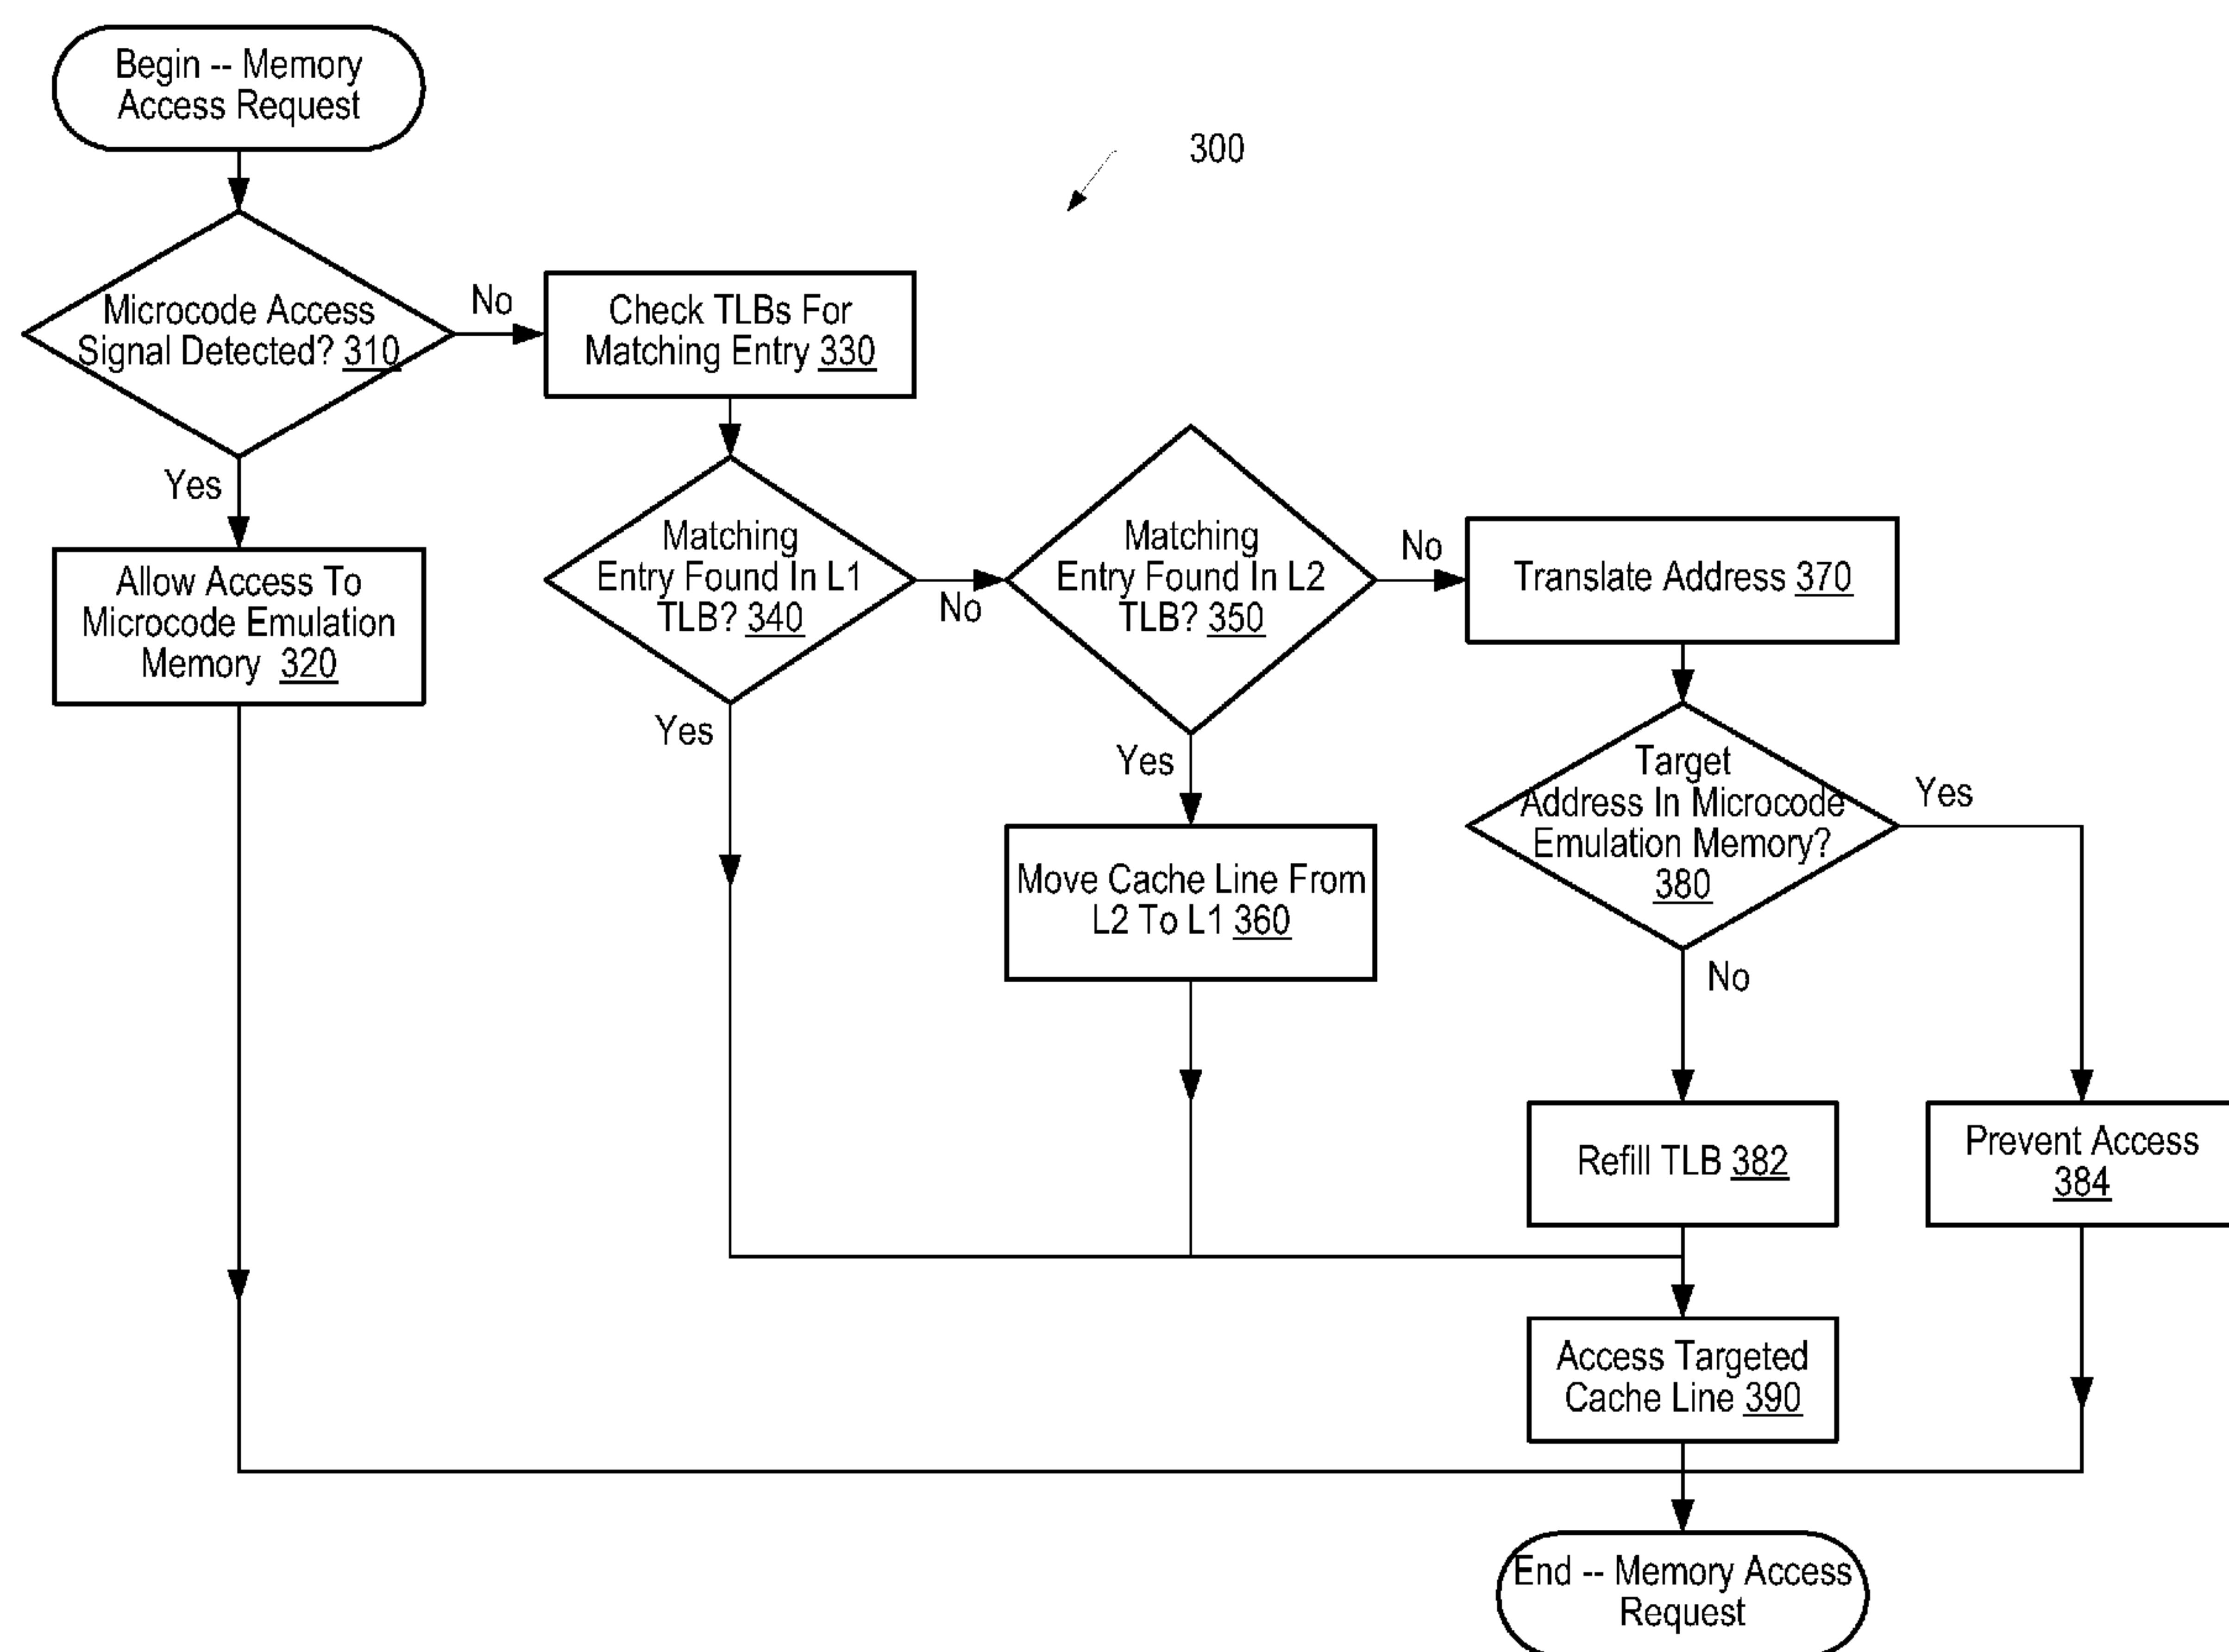 Begin -- Memory
Access Request
300
Microcode Access
Signal Detected? 310
No
Check TLBs For
Matching Entry 330
Yes
Allow Access To
Microcode Emulation
Memory 320
Matching
Entry Found In L1
TLB? 340
No
Matching
Entry Found In L2
TLB? 350
No
Translate Address 370
Yes
Yes
Move Cache Line From
L2 To L1 360
Target
Address In Microcode
Emulation Memory?
380
Yes
No
Refill TLB 382
Prevent Access
384
Access Targeted
Cache Line 390
End -- Memory Access
Request